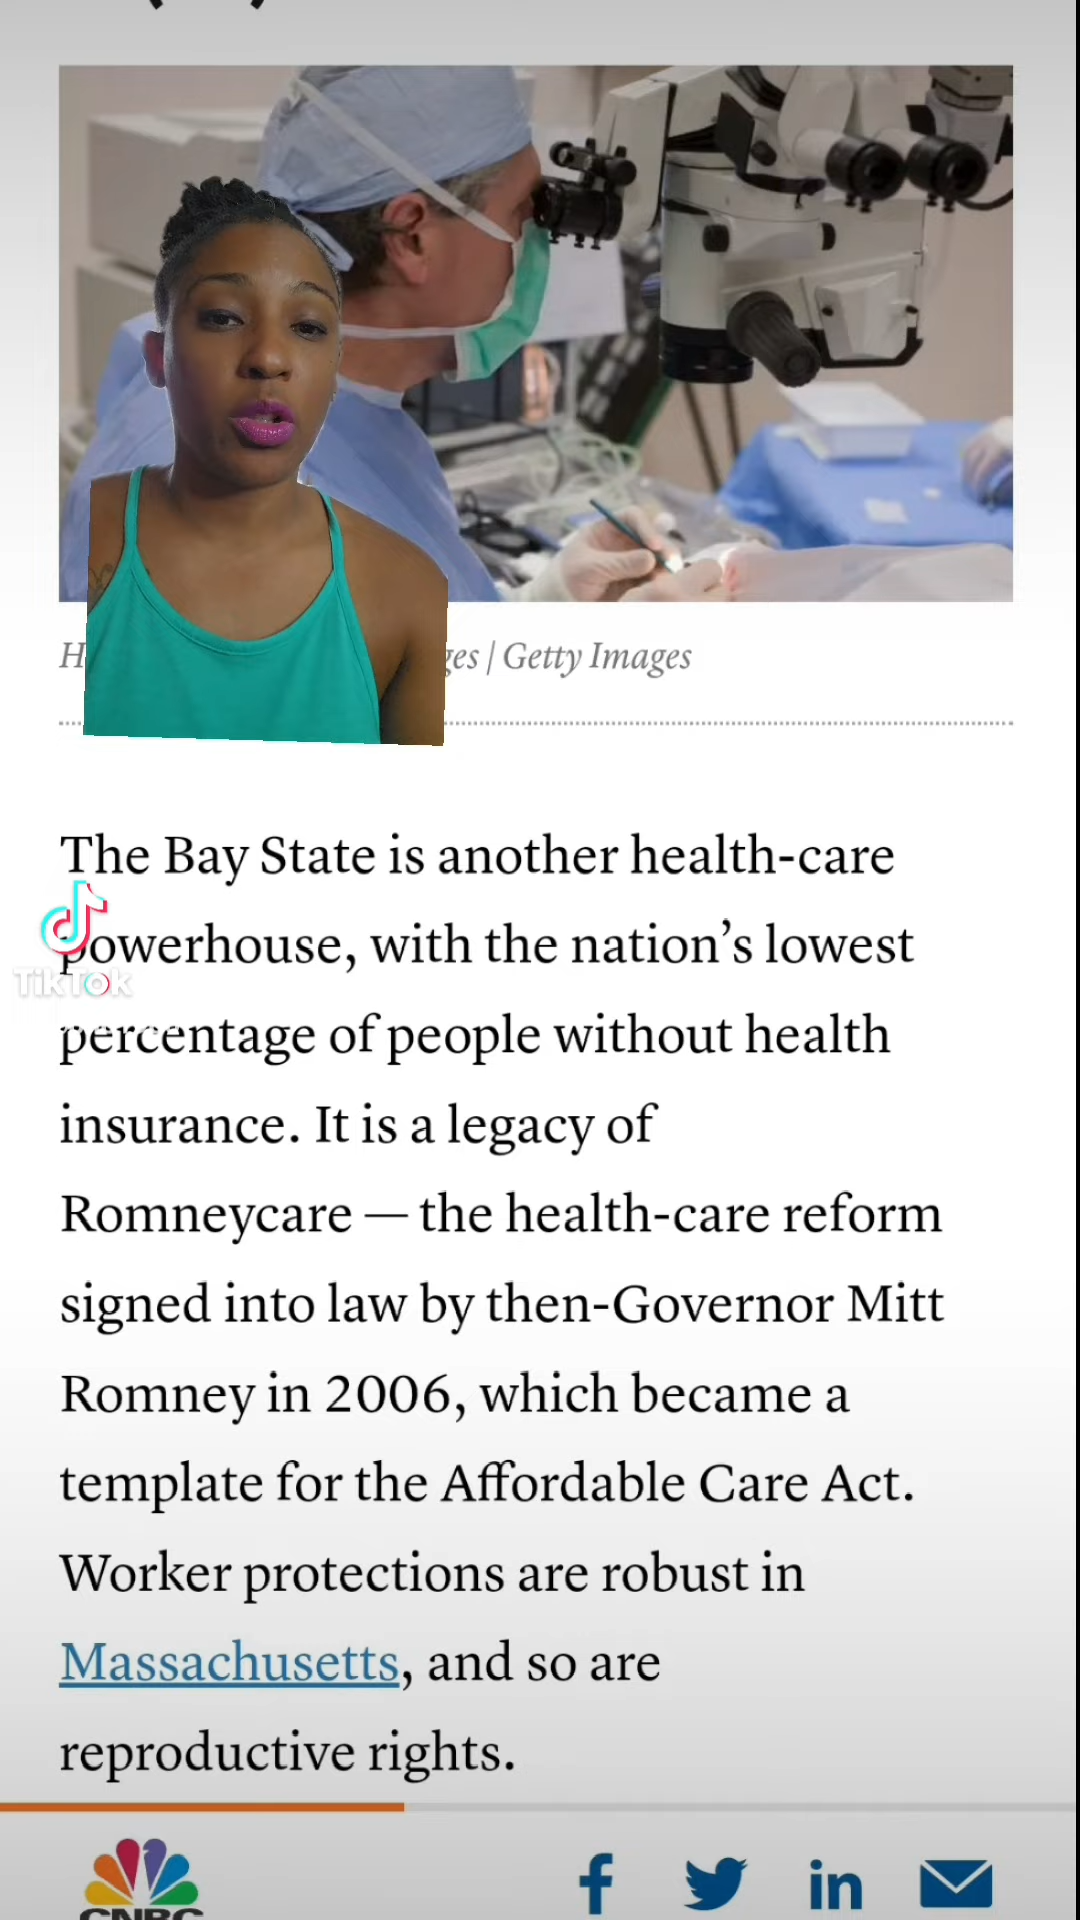 ges | Getty Images
The Bay State is another health-care
powerhouse, with the nation's lowest
percentage of people without health
insurance. It is a legacy of
Romneycare — the health-care reform
signed into law by then-Governor Mitt
Romney in 2006, which became a
template for the Affordable Care Act.
Worker protections are robust in
Massachusetts, and so are
reproductive rights.
TikTok
CNBC